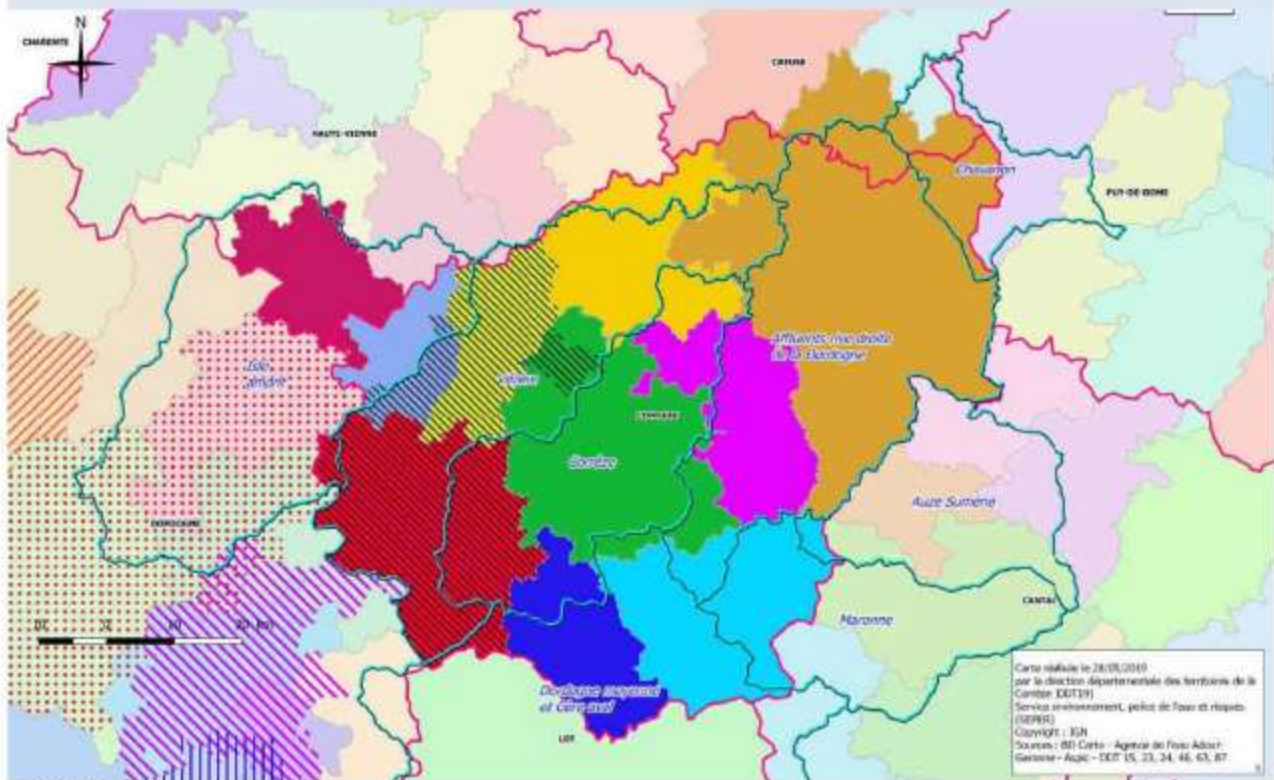 N
CHARENTE
CREUSE
HAUTE-VIENNE
Chavanon
PUY-DE-DOME
Isle
Affluents rive droite
de la Dordogne
Vézère
CORREZE
Corrèze
Auze Sumène
DORDOGNE
CANTAL
Maronne
Dordogne moyenne
et Cère aval
LOT
Carte réalisée le 28/05/2019
par la direction départementale des territoires de la
Corrèze (DDT19)
Service environnement, police de l'eau et risques
(SEPER)
Copyright : IGN
Sources : BD Carto - Agence de l'eau Adour
Garonne - Aspic - DDT 15, 23, 24, 46, 63, 87